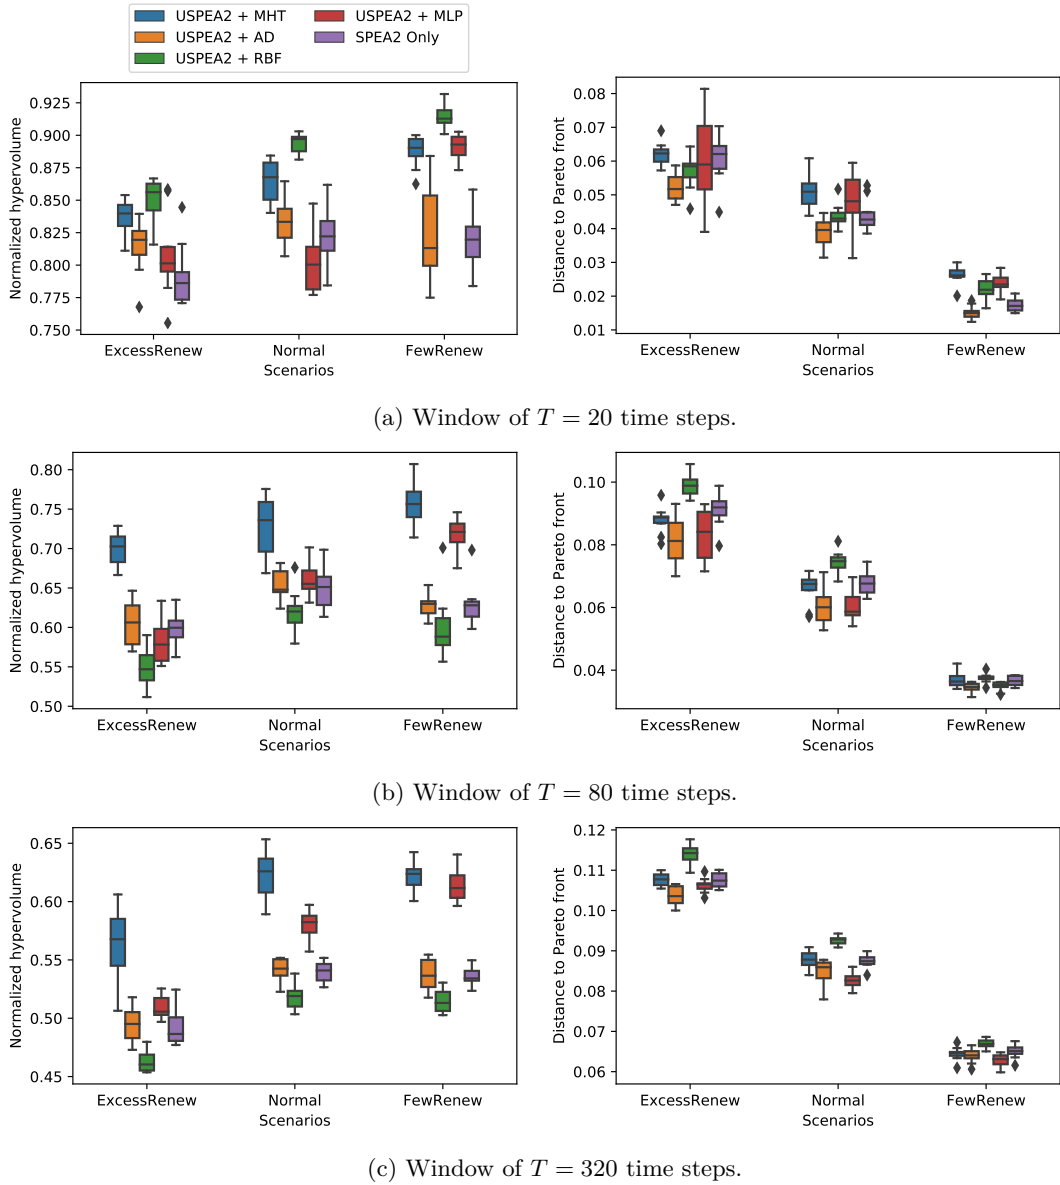 USPEA2 + MHT
USPEA2 + AD
USPEA2 + RBF
USPEA2 + MLP
SPEA2 Only
Normalized hypervolume
0.925
0.900
0.875
0.850
0.825
0.800
0.775
0.750
ExcessRenew Normal FewRenew
Scenarios
Distance to Pareto front
0.08
0.07
0.06
0.05
0.04
0.03
0.02
0.01
ExcessRenew Normal FewRenew
Scenarios
(a) Window of T = 20 time steps.
Normalized hypervolume
0.80
0.75
0.70
0.65
0.60
0.55
0.50
ExcessRenew Normal FewRenew
Scenarios
Distance to Pareto front
0.10
0.08
0.06
0.04
ExcessRenew Normal FewRenew
Scenarios
(b) Window of T = 80 time steps.
Normalized hypervolume
0.65
0.60
0.55
0.50
0.45
ExcessRenew Normal FewRenew
Scenarios
Distance to Pareto front
0.12
0.11
0.10
0.09
0.08
0.07
0.06
ExcessRenew Normal FewRenew
Scenarios
(c) Window of T = 320 time steps.